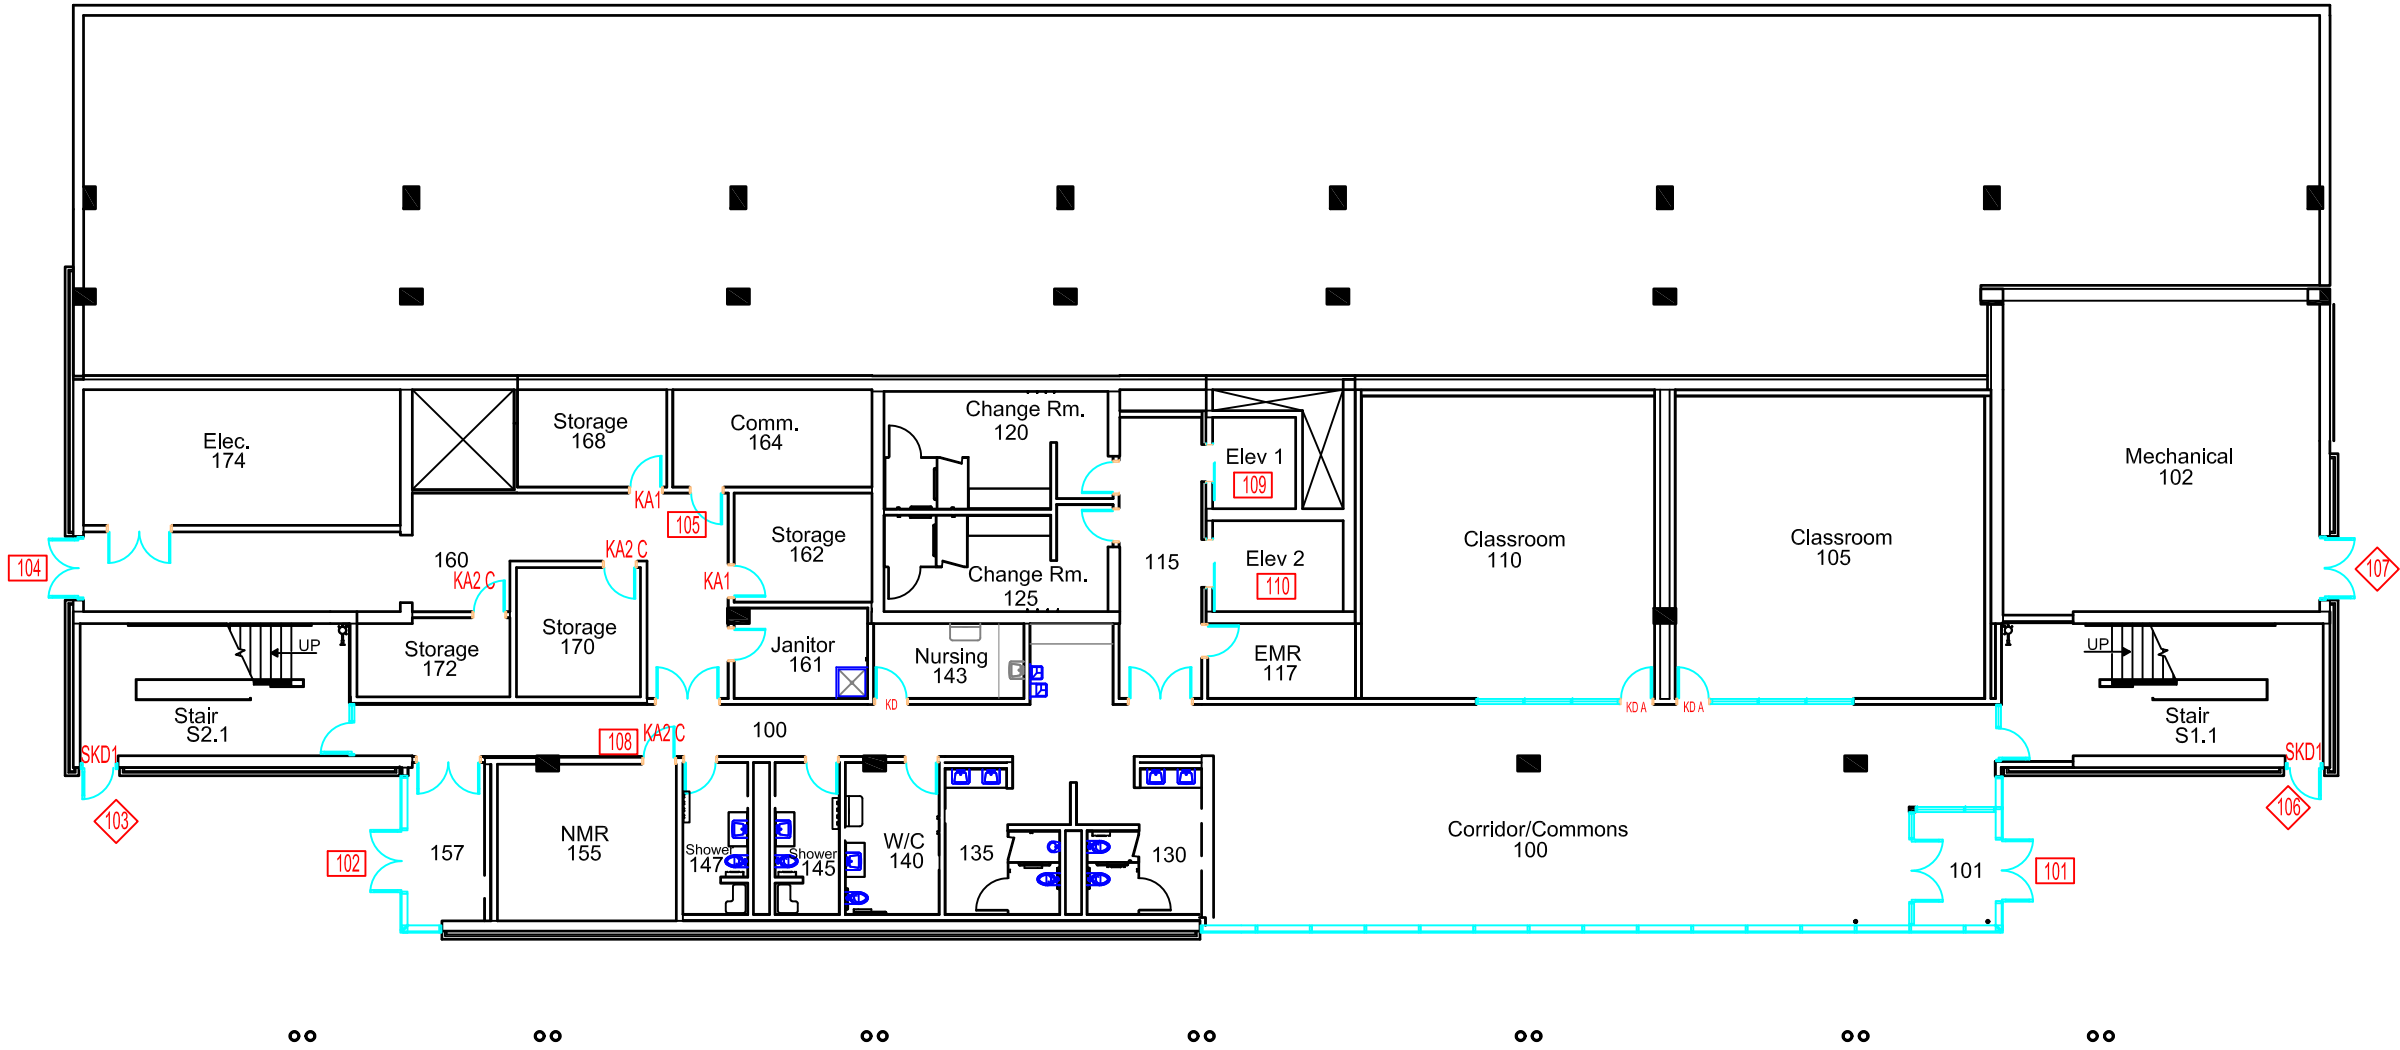 Change Rm.
120
Storage
168
Comm.
164
Elec.
174
Elev 1
109
Mechanical
102
KA1
105
Storage
162
Classroom
110
Classroom
105
104
160
KA2 C
KA2 C
KA1
115
Elev 2
110
107
Change Rm.
125
Storage
170
Janitor
161
Nursing
143
EMR
117
UP
Storage
172
UP
Stair
S2.1
KD
KD A
KD A
Stair
S1.1
108
KA2 C
100
SKD1
SKD1
103
106
NMR
155
W/C
140
Corridor/Commons
100
102
157
Shower
147
Shower
145
135
130
101
101